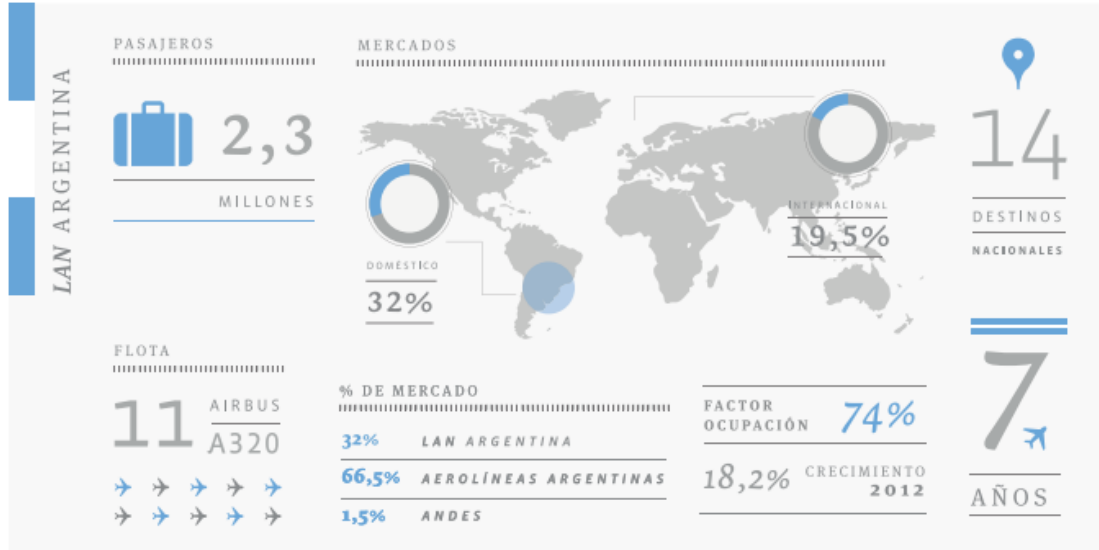 LAN ARGENTINA
PASAJEROS
2,3
MILLONES
MERCADOS
DOMÉSTICO
32%
INTERNACIONAL
19,5%
14
DESTINOS
NACIONALES
FLOTA
11 AIRBUS
A320
% DE MERCADO
32% LAN ARGENTINA
66,5% AEROLÍNEAS ARGENTINAS
1,5% ANDES
FACTOR
OCUPACIÓN 74%
18,2% CRECIMIENTO
2012
7
AÑOS